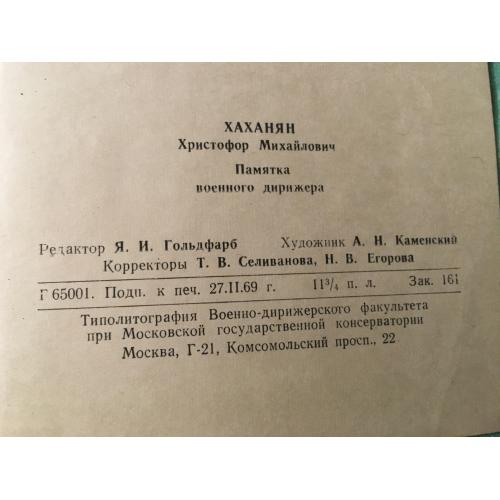 ХАХАНЯН
Христофор Михайлович
Памятка
военного дирижера
Редактор Я. И. Гольдфарб Художник А. Н. Каменский
Корректоры Т. В. Селиванова, Н. В. Егорова
Г 65001. Подп. к печ. 27.II.69 г. 11³/₄ п. л. Зак. 161
Типолитография Военно-дирижерского факультета
при Московской государственной консерватории
Москва, Г-21, Комсомольский просп., 22